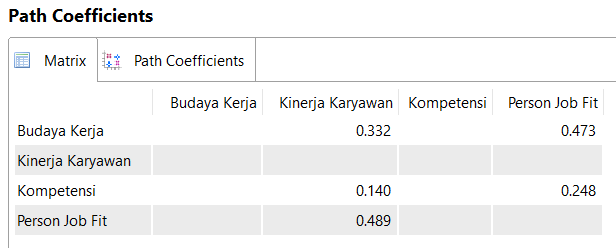 Path Coefficients
Matrix Path Coefficients
Budaya Kerja Kinerja Karyawan Kompetensi Person Job Fit
Budaya Kerja 0.332 0.473
Kinerja Karyawan
Kompetensi 0.140 0.248
Person Job Fit 0.489